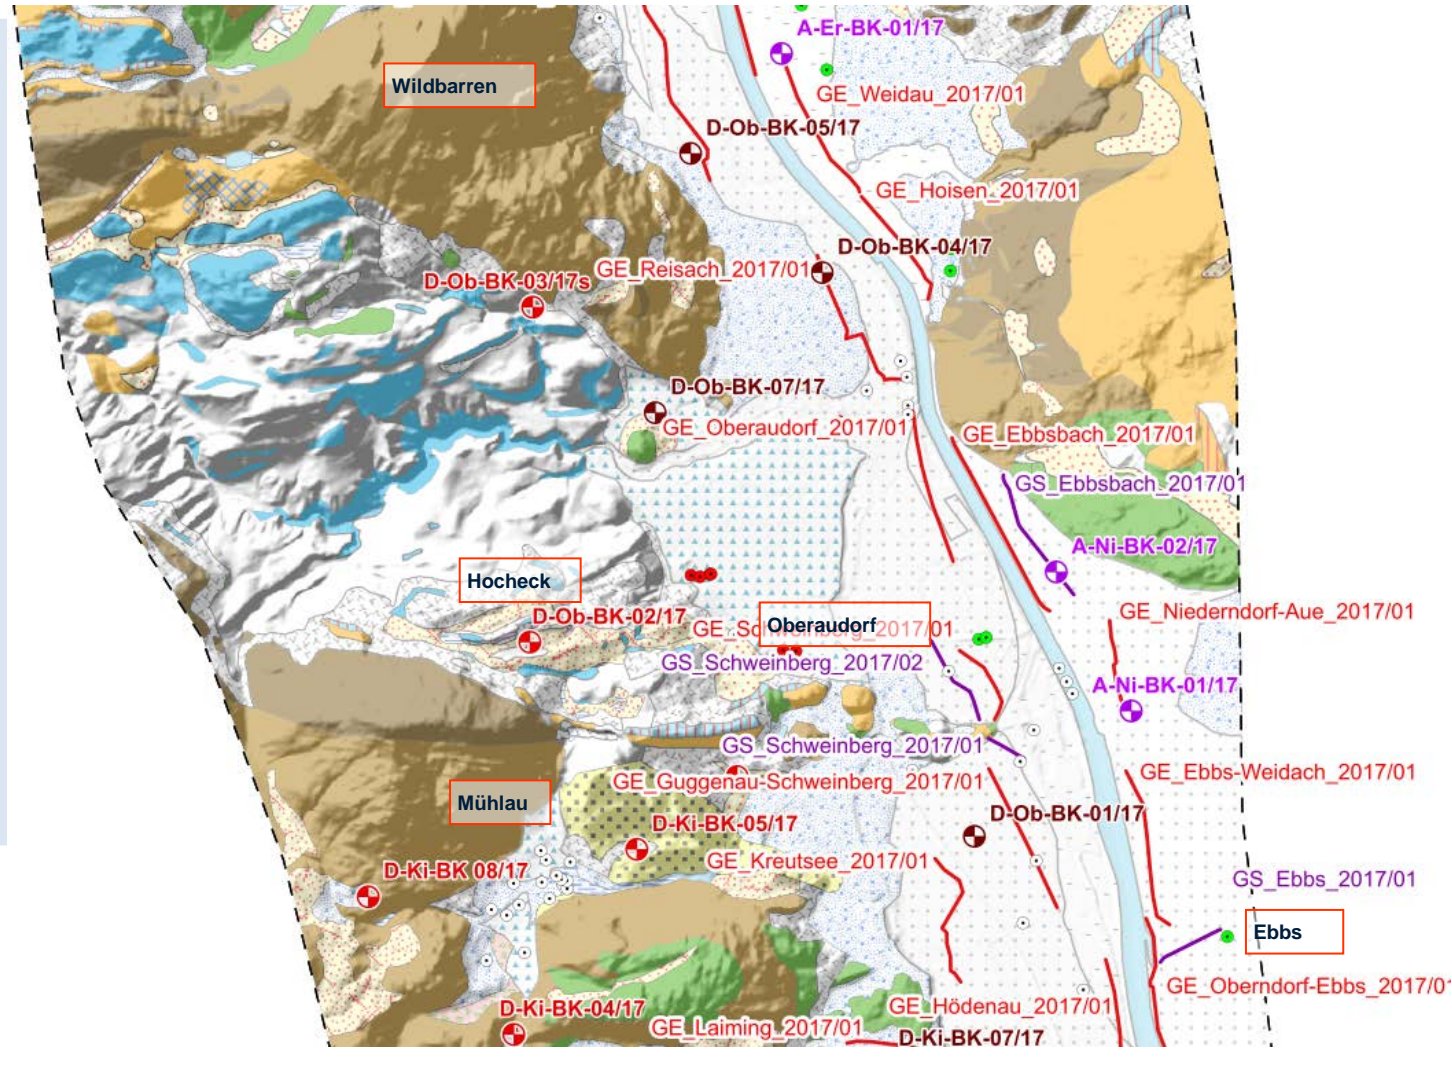 A-Er-BK-01/17
Wildbarren
GE_Weidau_2017/01
D-Ob-BK-05/17
GE_Hoisen_2017/01
D-Ob-BK-04/17
GE_Reisach_2017/01
D-Ob-BK-03/17s
D-Ob-BK-07/17
GE_Oberaudorf_2017/01
GE_Ebbsbach_2017/01
GS_Ebbsbach_2017/01
A-Ni-BK-02/17
Hocheck
D-Ob-BK-02/17
GE_Schweinberg_2017/01
Oberaudorf
GE_Niederndorf-Aue_2017/01
GS_Schweinberg_2017/02
A-Ni-BK-01/17
GS_Schweinberg_2017/01
GE_Guggenau-Schweinberg_2017/01
GE_Ebbs-Weidach_2017/01
Mühlau
D-Ki-BK-05/17
D-Ob-BK-01/17
GE_Kreutsee_2017/01
D-Ki-BK 08/17
GS_Ebbs_2017/01
Ebbs
GE_Oberndorf-Ebbs_2017/01
D-Ki-BK-04/17
GE_Hödenau_2017/01
GE_Laiming_2017/01
D-Ki-BK-07/17